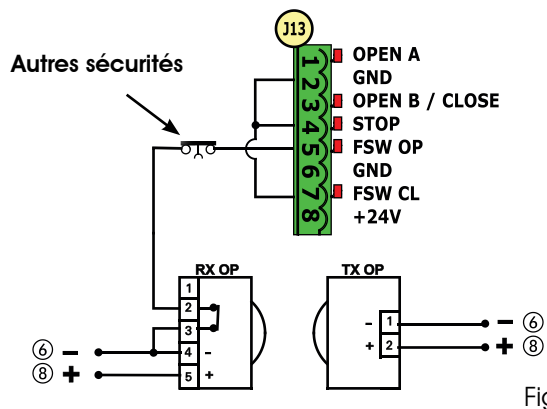 J13
Autres sécurités
1 OPEN A
2 GND
3 OPEN B / CLOSE
4 STOP
5 FSW OP
6 GND
7 FSW CL
8 +24V
RX OP
TX OP
1
2
3
4 -
5 +
- 1
+ 2
⑥ -
⑧ +
- ⑥
+ ⑧
Fig